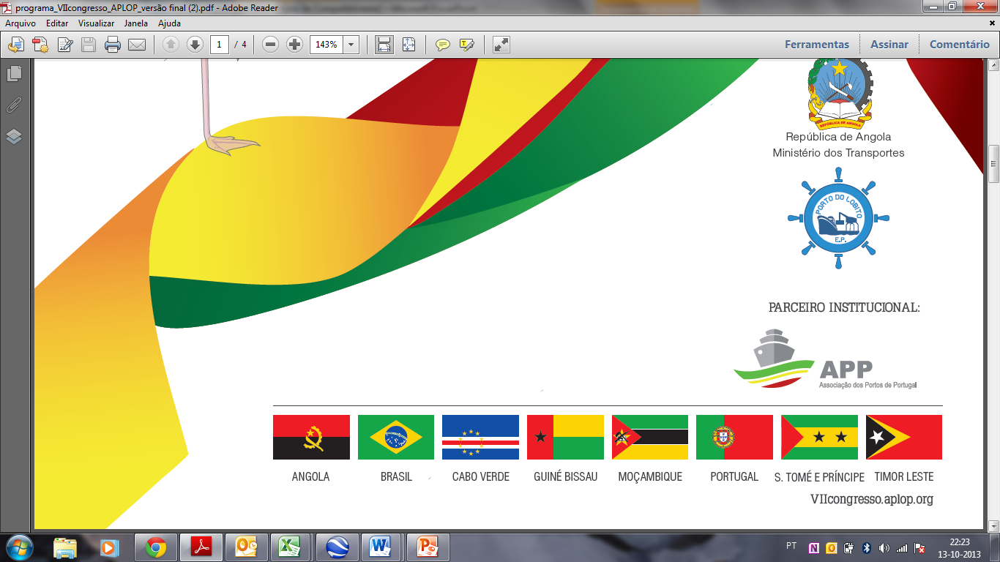 programa_VIIcongresso_APLOP_versão final (2).pdf - Adobe Reader
Arquivo Editar Visualizar Janela Ajuda
1 / 4 143% Ferramentas Assinar Comentário
REPÚBLICA DE ANGOLA
República de Angola
Ministério dos Transportes
PORTO DO LOBITO
E.P.
PARCEIRO INSTITUCIONAL:
APP
Associação dos Portos de Portugal
ANGOLA BRASIL CABO VERDE GUINÉ BISSAU MOÇAMBIQUE PORTUGAL S. TOMÉ E PRÍNCIPE TIMOR LESTE
VIIcongresso.aplop.org
PT 22:23
13-10-2013